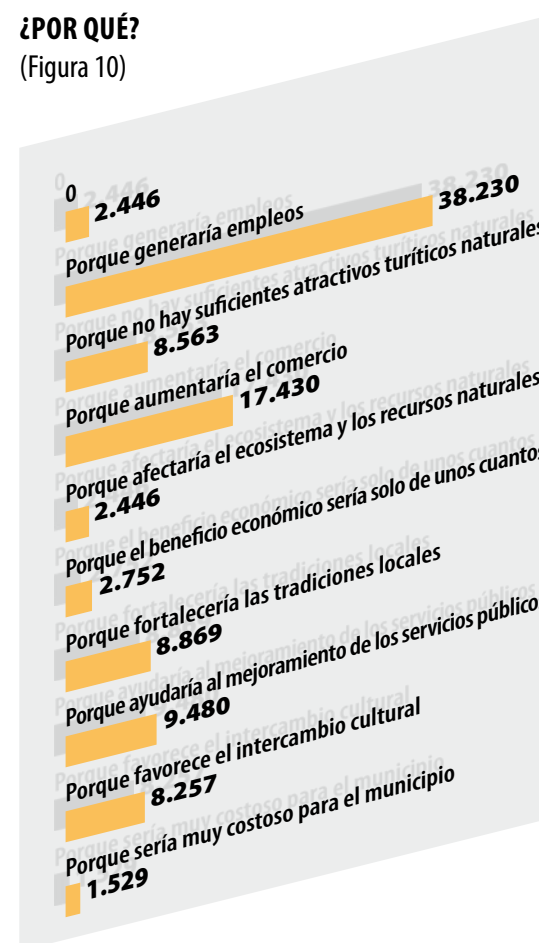 ¿POR QUÉ?
(Figura 10)
0
2.446
Porque generaría empleos
38.230
Porque no hay suficientes atractivos turíticos naturales
8.563
Porque aumentaría el comercio
17.430
Porque afectaría el ecosistema y los recursos naturales
2.446
Porque el beneficio económico sería solo de unos cuantos
2.752
Porque fortalecería las tradiciones locales
8.869
Porque ayudaría al mejoramiento de los servicios público
9.480
Porque favorece el intercambio cultural
8.257
Porque sería muy costoso para el municipio
1.529